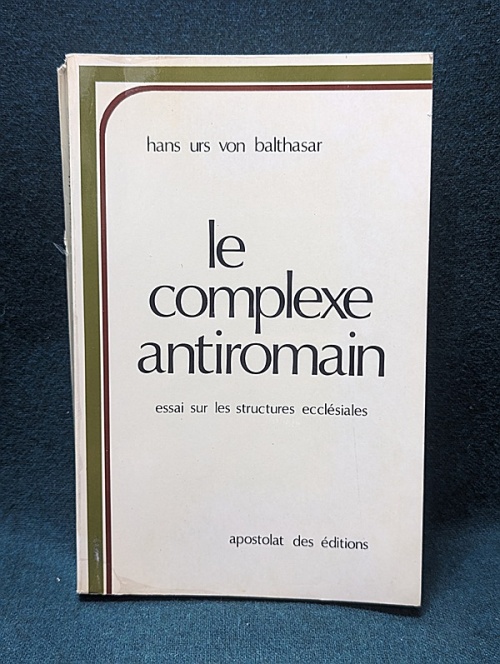 hans urs von balthasar
le
complexe
antiromain
essai sur les structures ecclésiales
apostolat des éditions